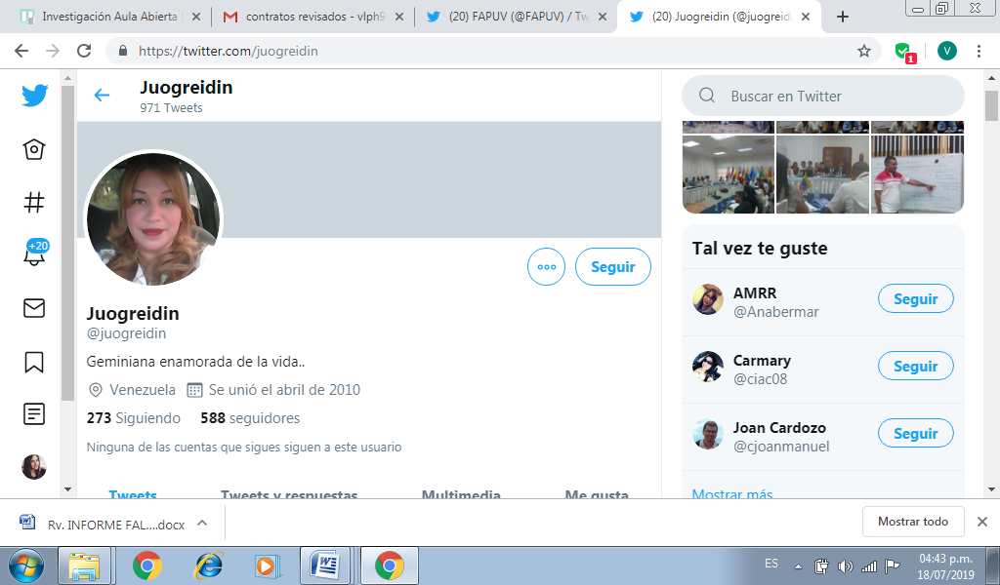 Investigación Aula Abierta
contratos revisados - vlph9
(20) FAPUV (@FAPUV) / Tw
(20) Juogreidin (@juogreid
https://twitter.com/juogreidin
1
V
Juogreidin
971 Tweets
Buscar en Twitter
+20
Seguir
Juogreidin
@juogreidin
Geminiana enamorada de la vida..
Venezuela Se unió el abril de 2010
273 Siguiendo 588 seguidores
Ninguna de las cuentas que sigues siguen a este usuario
Tweets Tweets y respuestas Multimedia Me gusta
Tal vez te guste
AMRR
@Anabermar
Seguir
Carmary
@ciac08
Seguir
Joan Cardozo
@cjoanmanuel
Seguir
Mostrar más
Rv. INFORME FAL....docx
Mostrar todo
ES
04:43 p.m.
18/07/2019